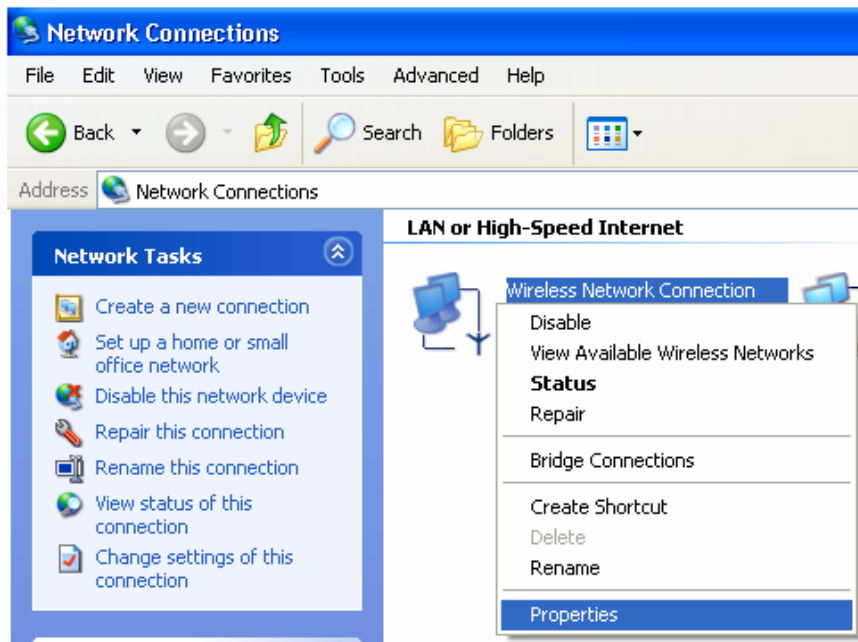 Network Connections
File Edit View Favorites Tools Advanced Help
Back Search Folders
Address Network Connections
Network Tasks
Create a new connection
Set up a home or small
office network
Disable this network device
Repair this connection
Rename this connection
View status of this
connection
Change settings of this
connection
LAN or High-Speed Internet
Wireless Network Connection
Disable
View Available Wireless Networks
Status
Repair
Bridge Connections
Create Shortcut
Delete
Rename
Properties